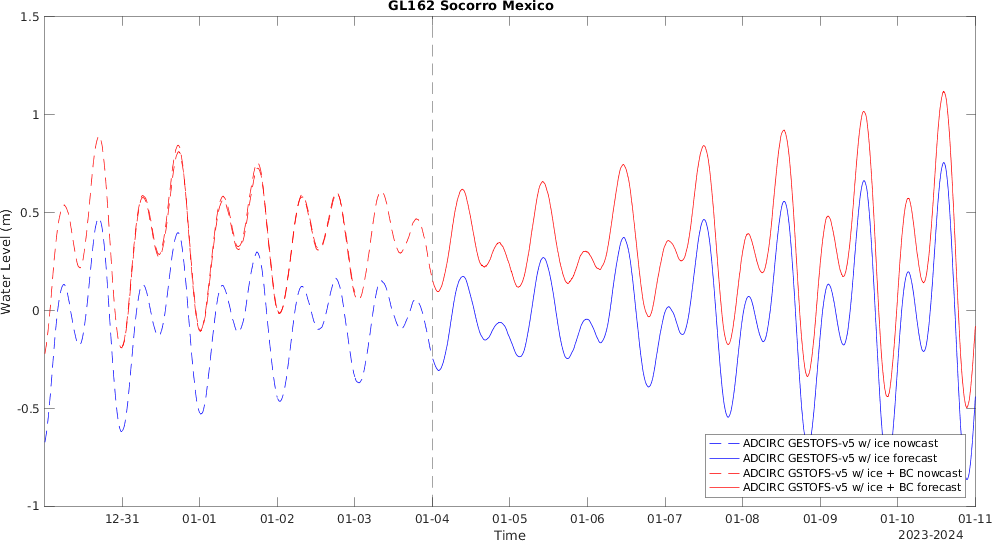 GL162 Socorro Mexico
Water Level (m)
1.5
1
0.5
0
-0.5
-1
ADCIRC GESTOFS-v5 w/ ice nowcast
ADCIRC GESTOFS-v5 w/ ice forecast
ADCIRC GSTOFS-v5 w/ ice + BC nowcast
ADCIRC GSTOFS-v5 w/ ice + BC forecast
12-31 01-01 01-02 01-03 01-04 01-05 01-06 01-07 01-08 01-09 01-10 01-11
Time
2023-2024